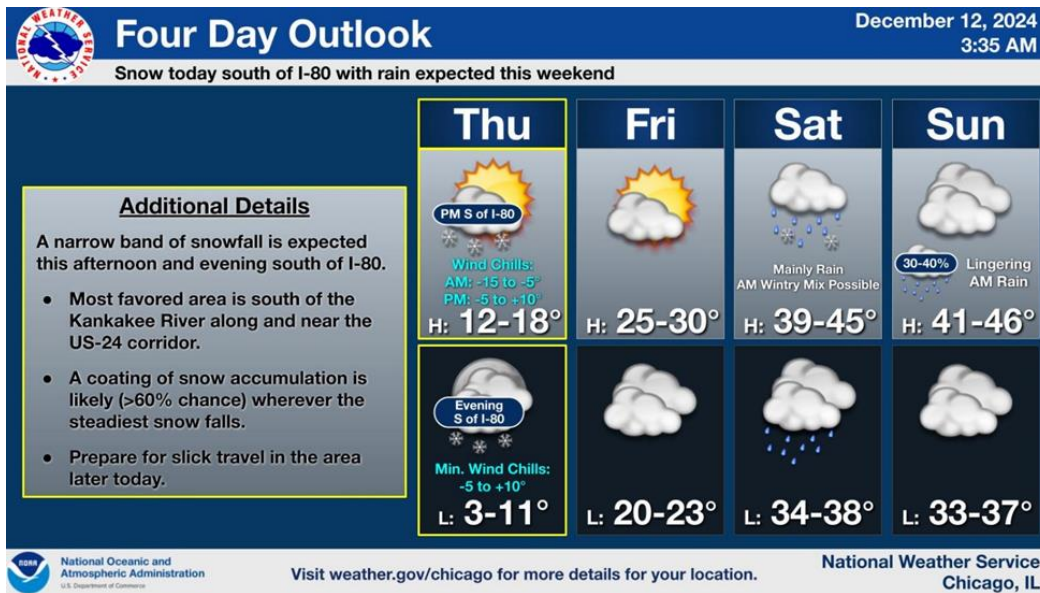 NATIONAL WEATHER SERVICE
Four Day Outlook
December 12, 2024
3:35 AM
Snow today south of I-80 with rain expected this weekend
Additional Details
A narrow band of snowfall is expected
this afternoon and evening south of I-80.
• Most favored area is south of the
Kankakee River along and near the
US-24 corridor.
• A coating of snow accumulation is
likely (>60% chance) wherever the
steadiest snow falls.
• Prepare for slick travel in the area
later today.
Thu
PM S of I-80
Wind Chills:
AM: -15 to -5°
PM: -5 to +10°
H: 12-18°
Evening
S of I-80
Min. Wind Chills:
-5 to +10°
L: 3-11°
Fri
H: 25-30°
L: 20-23°
Sat
Mainly Rain
AM Wintry Mix Possible
H: 39-45°
L: 34-38°
Sun
30-40%
Lingering
AM Rain
H: 41-46°
L: 33-37°
NOAA
National Oceanic and
Atmospheric Administration
U.S. Department of Commerce
Visit weather.gov/chicago for more details for your location.
National Weather Service
Chicago, IL